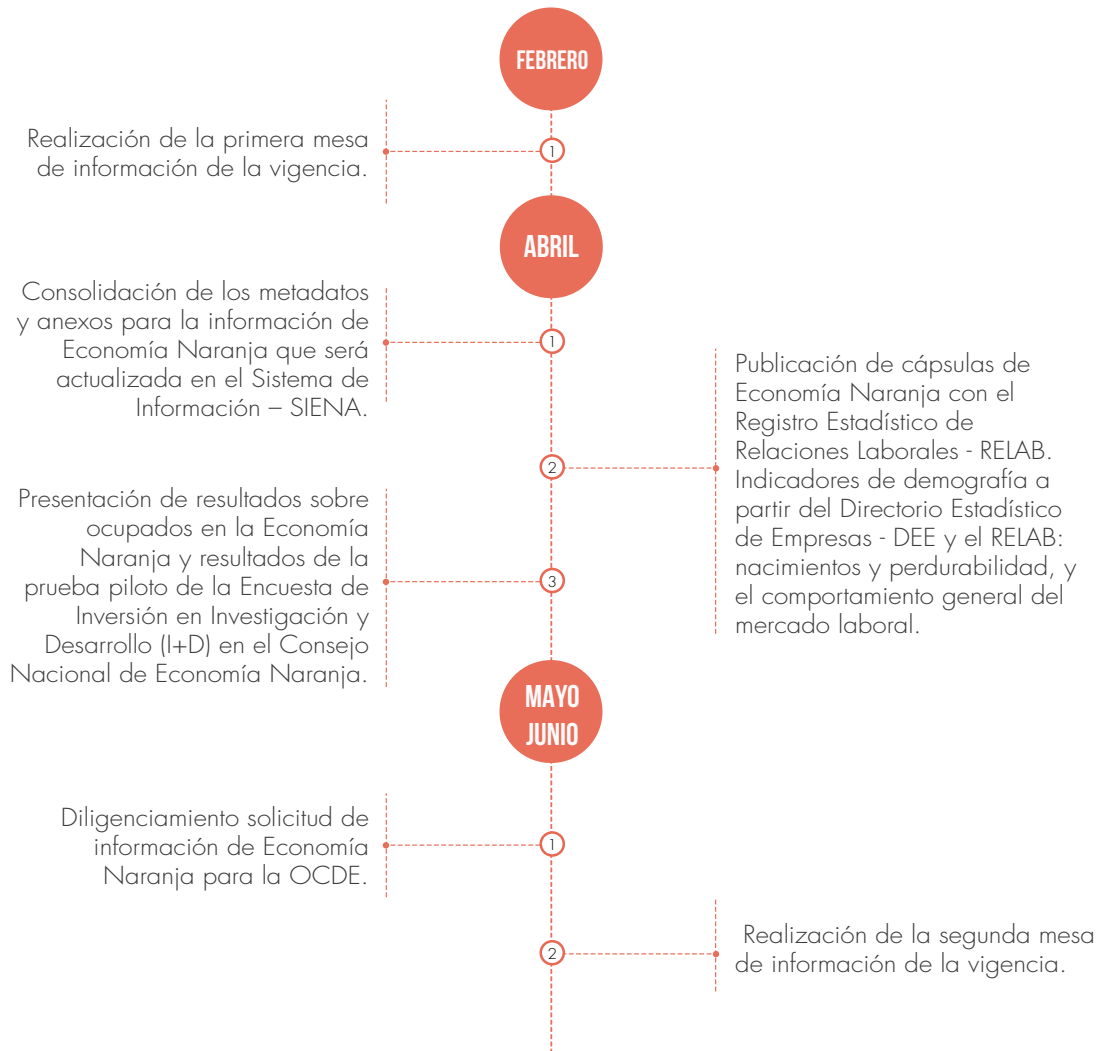 FEBRERO
1
Realización de la primera mesa
de información de la vigencia.
ABRIL
1
Consolidación de los metadatos
y anexos para la información de
Economía Naranja que será
actualizada en el Sistema de
Información – SIENA.
2
Publicación de cápsulas de
Economía Naranja con el
Registro Estadístico de
Relaciones Laborales - RELAB.
Indicadores de demografía a
partir del Directorio Estadístico
de Empresas - DEE y el RELAB:
nacimientos y perdurabilidad, y
el comportamiento general del
mercado laboral.
3
Presentación de resultados sobre
ocupados en la Economía
Naranja y resultados de la
prueba piloto de la Encuesta de
Inversión en Investigación y
Desarrollo (I+D) en el Consejo
Nacional de Economía Naranja.
MAYO
JUNIO
1
Diligenciamiento solicitud de
información de Economía
Naranja para la OCDE.
2
Realización de la segunda mesa
de información de la vigencia.